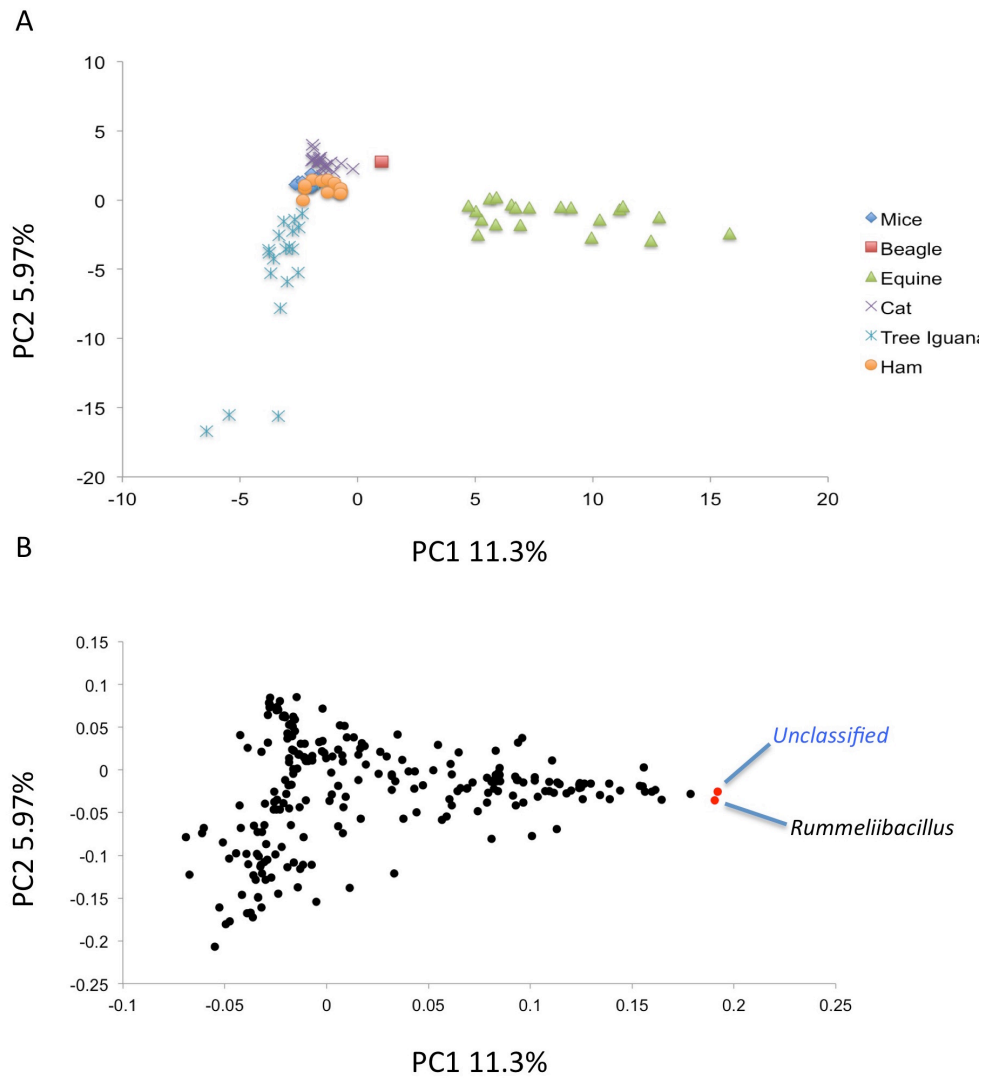 A
10
5
0
-5
-10
-15
-20
-10
-5
0
5
10
15
20
PC2 5.97%
PC1 11.3%
Mice
Beagle
Equine
Cat
Tree Iguana
Ham
B
0.15
0.1
0.05
0
-0.05
-0.1
-0.15
-0.2
-0.25
-0.1
-0.05
0
0.05
0.1
0.15
0.2
0.25
PC2 5.97%
PC1 11.3%
Unclassified
Rummeliibacillus